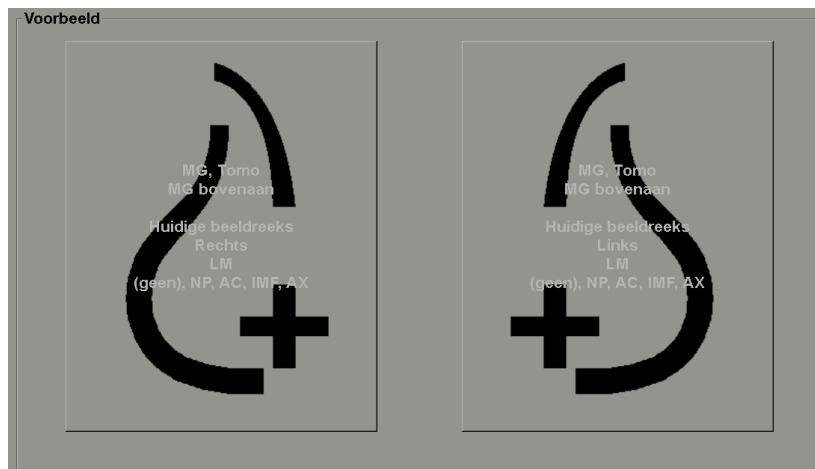 Voorbeeld
MG, Tomo
MG bovenaan
Huidige beeldreeks
Rechts
LM
(geen), NP, AC, IMF, AX
MG, Tomo
MG bovenaan
Huidige beeldreeks
Links
LM
(geen), NP, AC, IMF, AX